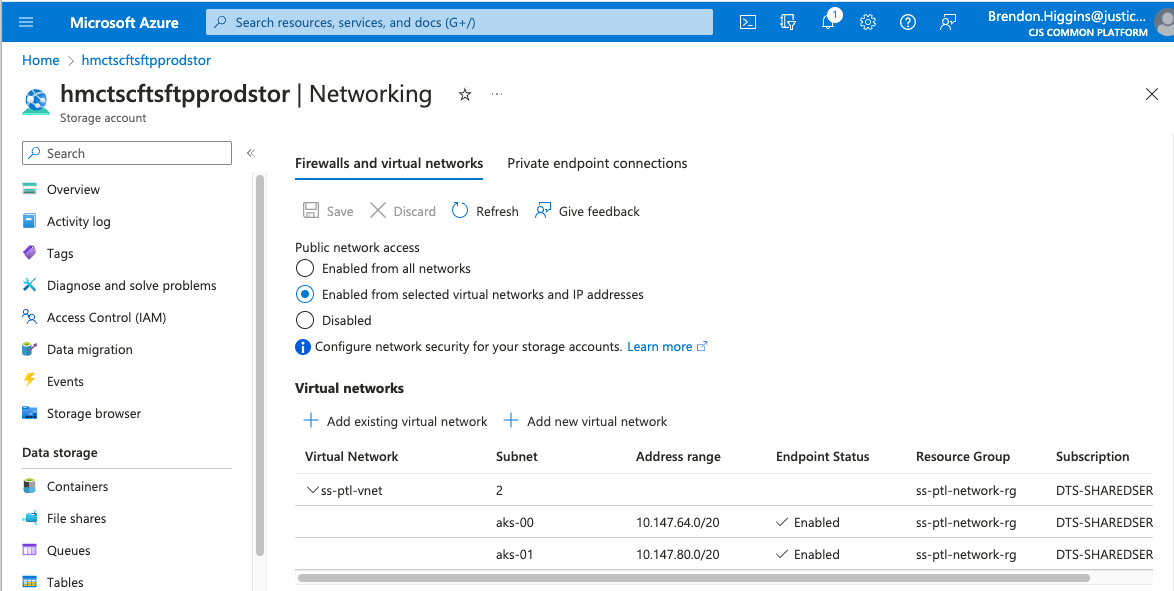 Microsoft Azure
Search resources, services, and docs (G+/)
1
Brendon.Higgins@justic...
CJS COMMON PLATFORM
Home > hmctscftsftpprodstor
hmctscftsftpprodstor | Networking
Storage account
Search
Overview
Activity log
Tags
Diagnose and solve problems
Access Control (IAM)
Data migration
Events
Storage browser
Data storage
Containers
File shares
Queues
Tables
Firewalls and virtual networks Private endpoint connections
Save Discard Refresh Give feedback
Public network access
Enabled from all networks
Enabled from selected virtual networks and IP addresses
Disabled
Configure network security for your storage accounts. Learn more
Virtual networks
Add existing virtual network Add new virtual network
Virtual Network Subnet Address range Endpoint Status Resource Group Subscription
ss-ptl-vnet 2 ss-ptl-network-rg DTS-SHAREDSER
aks-00 10.147.64.0/20 Enabled ss-ptl-network-rg DTS-SHAREDSER
aks-01 10.147.80.0/20 Enabled ss-ptl-network-rg DTS-SHAREDSER